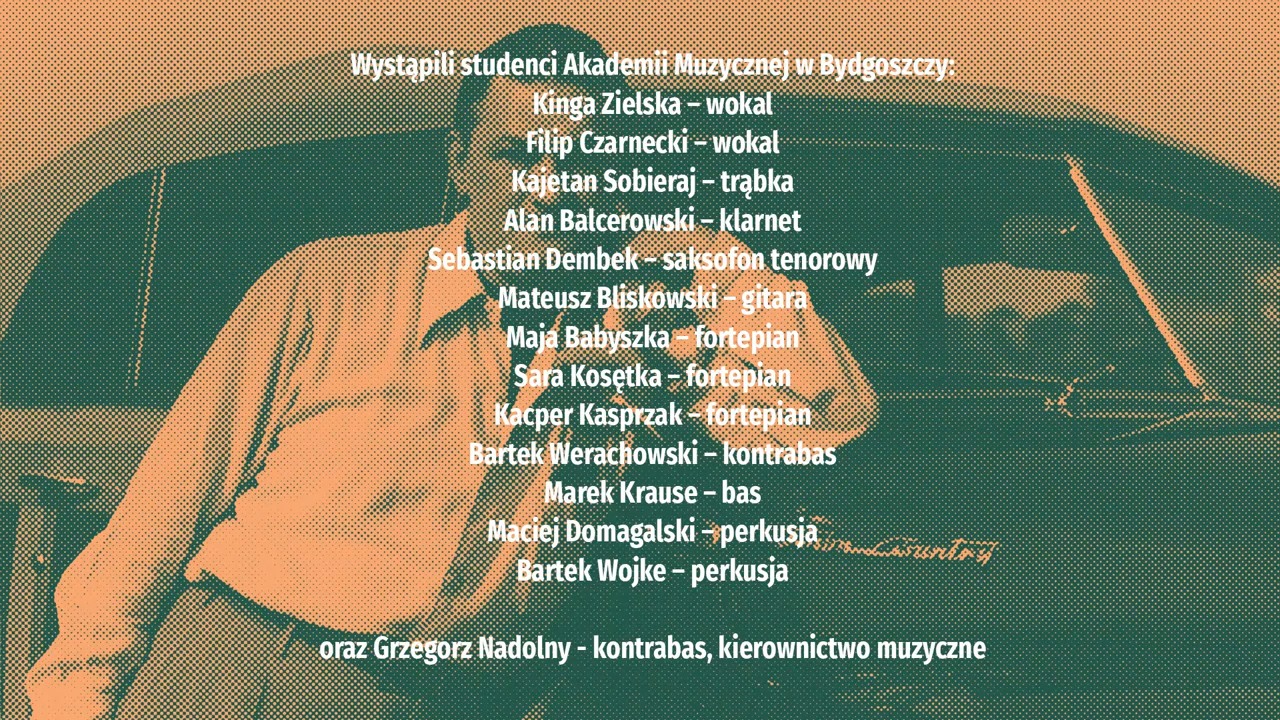 Wystąpili studenci Akademii Muzycznej w Bydgoszczy:
Kinga Zielska – wokal
Filip Czarnecki – wokal
Kajetan Sobieraj – trąbka
Alan Balcerowski – klarnet
Sebastian Dembek – saksofon tenorowy
Mateusz Bliskowski – gitara
Maja Babyszka – fortepian
Sara Kosętka – fortepian
Kacper Kasprzak – fortepian
Bartek Werachowski – kontrabas
Marek Krause – bas
Maciej Domagalski – perkusja
Bartek Wojke – perkusja
oraz Grzegorz Nadolny - kontrabas, kierownictwo muzyczne